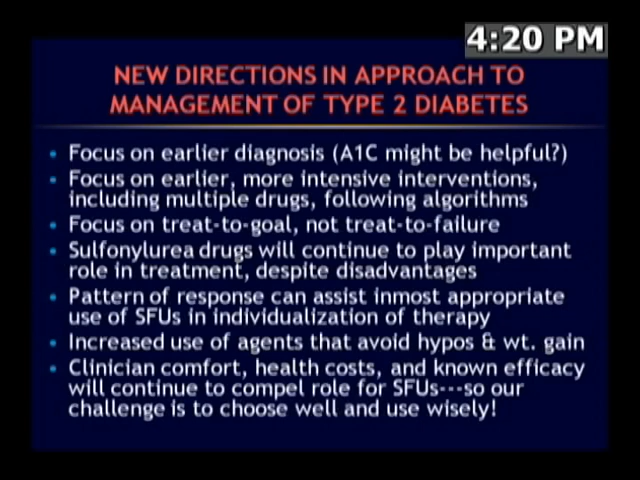 4:20 PM
NEW DIRECTIONS IN APPROACH TO
MANAGEMENT OF TYPE 2 DIABETES
• Focus on earlier diagnosis (A1C might be helpful?)
• Focus on earlier, more intensive interventions,
including multiple drugs, following algorithms
• Focus on treat-to-goal, not treat-to-failure
• Sulfonylurea drugs will continue to play important
role in treatment, despite disadvantages
• Pattern of response can assist inmost appropriate
use of SFUs in individualization of therapy
• Increased use of agents that avoid hypos & wt. gain
• Clinician comfort, health costs, and known efficacy
will continue to compel role for SFUs---so our
challenge is to choose well and use wisely!